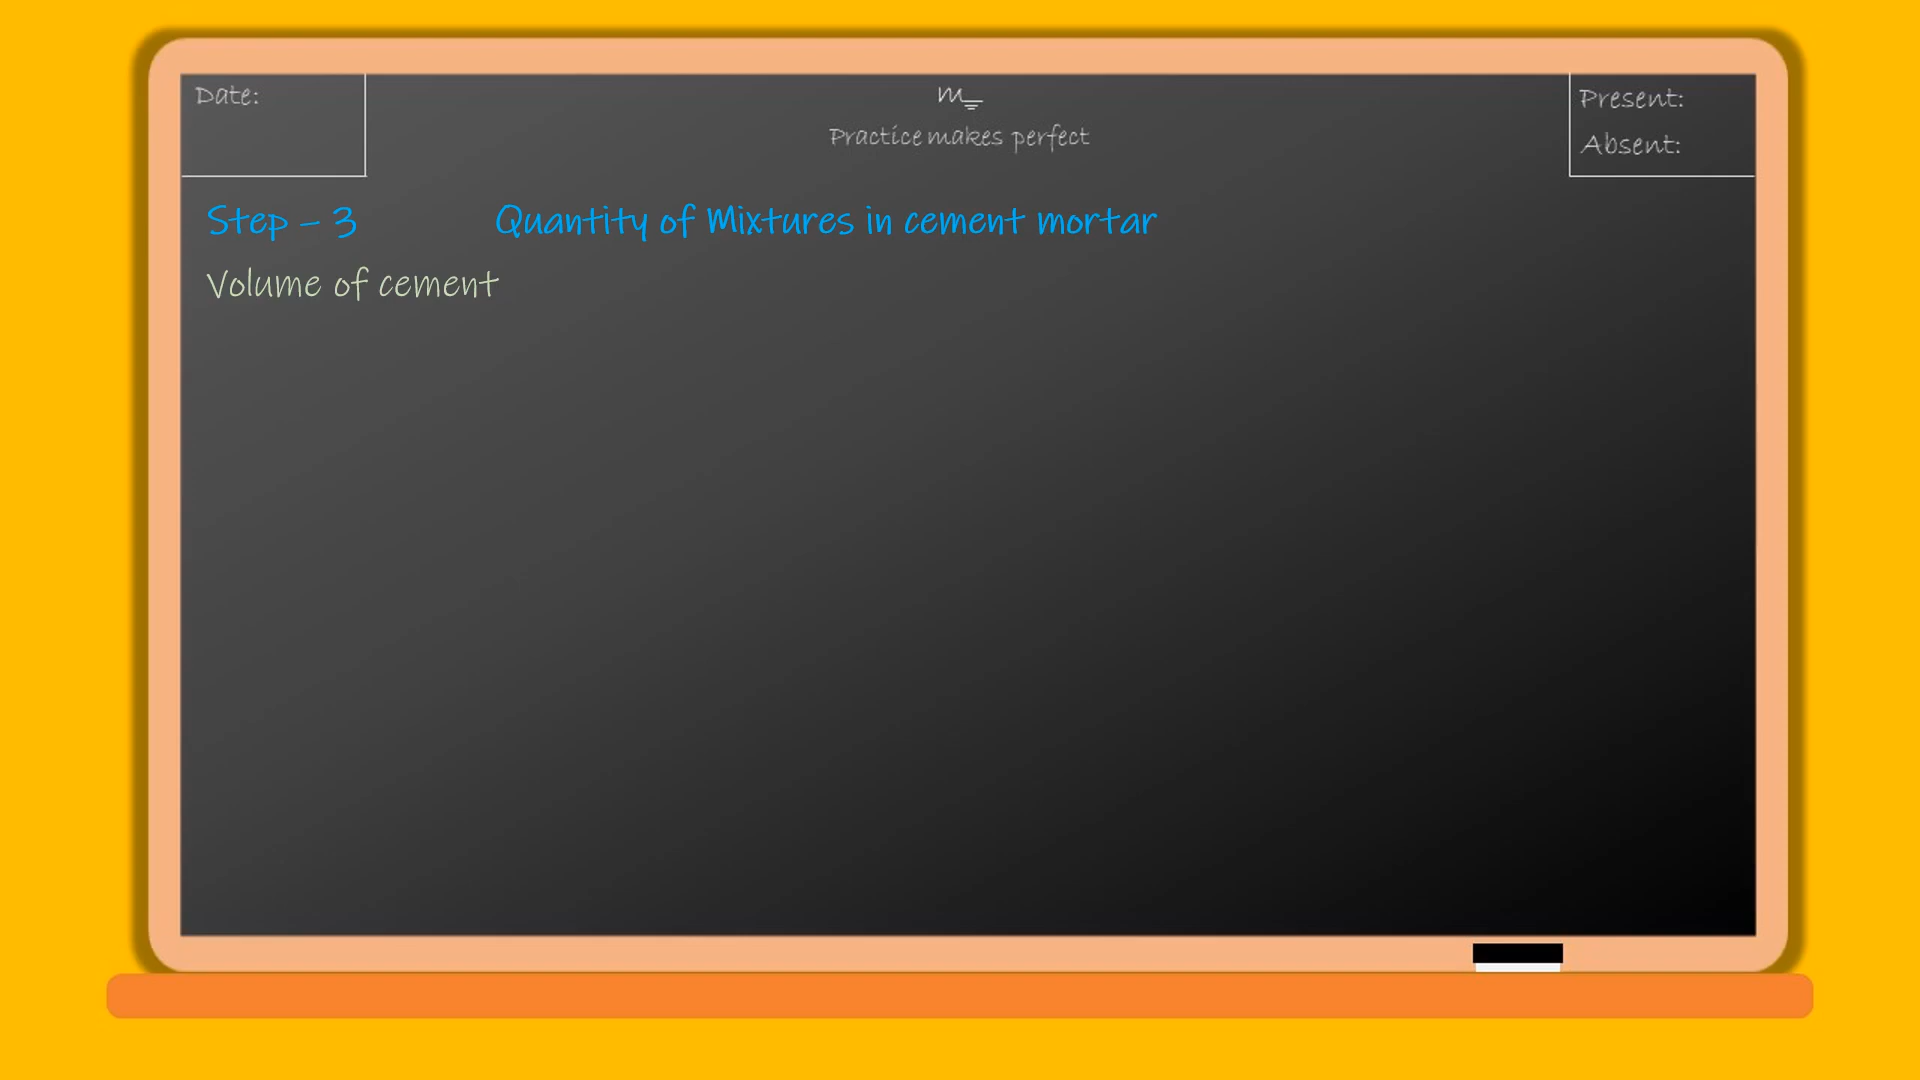 Date:
m
Practice makes perfect
Present:
Absent:
Step – 3 Quantity of Mixtures in cement mortar
Volume of cement